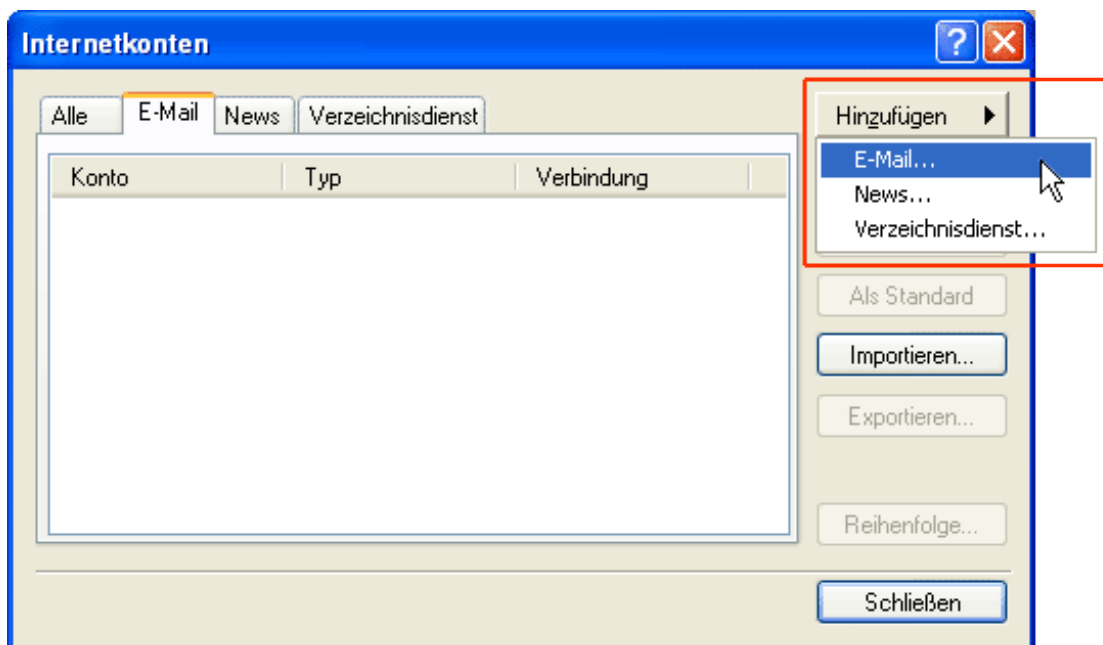 Internetkonten
Alle E-Mail News Verzeichnisdienst
Hinzufügen
Konto Typ Verbindung
E-Mail...
News...
Verzeichnisdienst...
Als Standard
Importieren...
Exportieren...
Reihenfolge...
Schließen